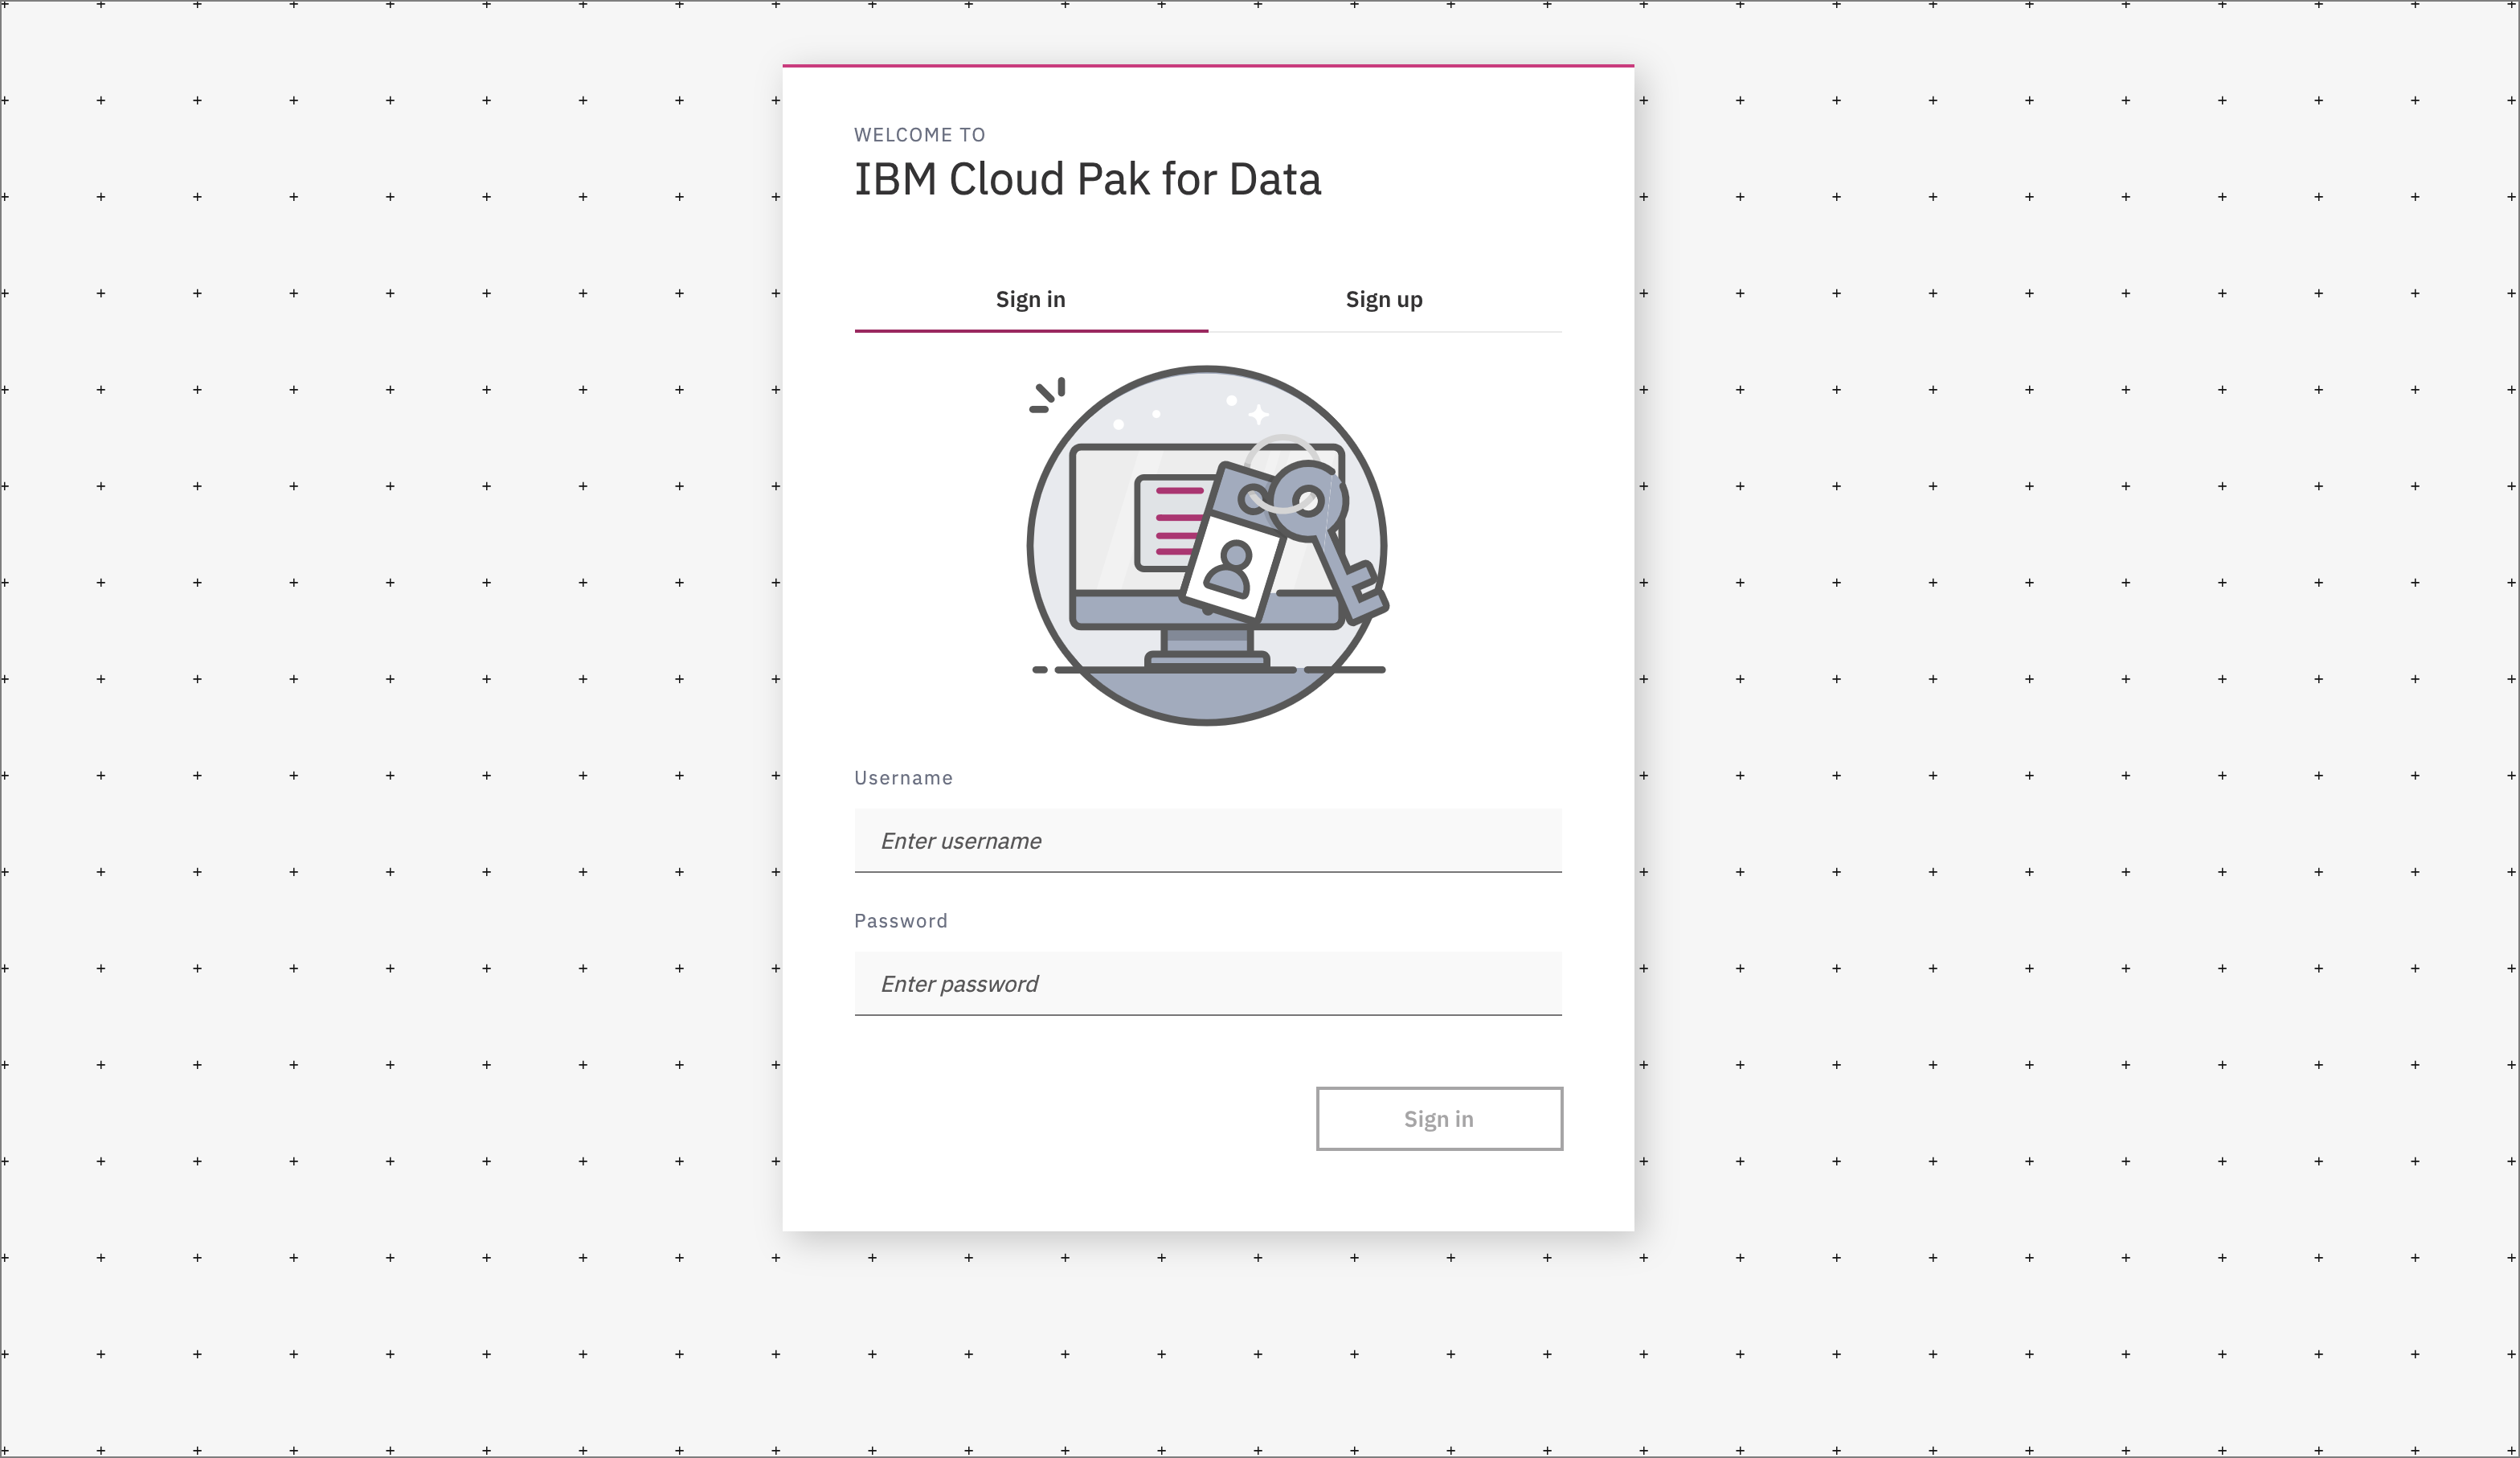 WELCOME TO
IBM Cloud Pak for Data
Sign in
Sign up
Username
Enter username
Password
Enter password
Sign in